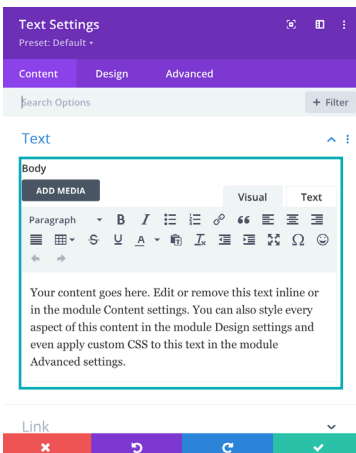 Text Settings
Preset: Default
Content Design Advanced
Search Options + Filter
Text
Body
ADD MEDIA
Visual Text
Paragraph
Your content goes here. Edit or remove this text inline or
in the module Content settings. You can also style every
aspect of this content in the module Design settings and
even apply custom CSS to this text in the module
Advanced settings.
Link